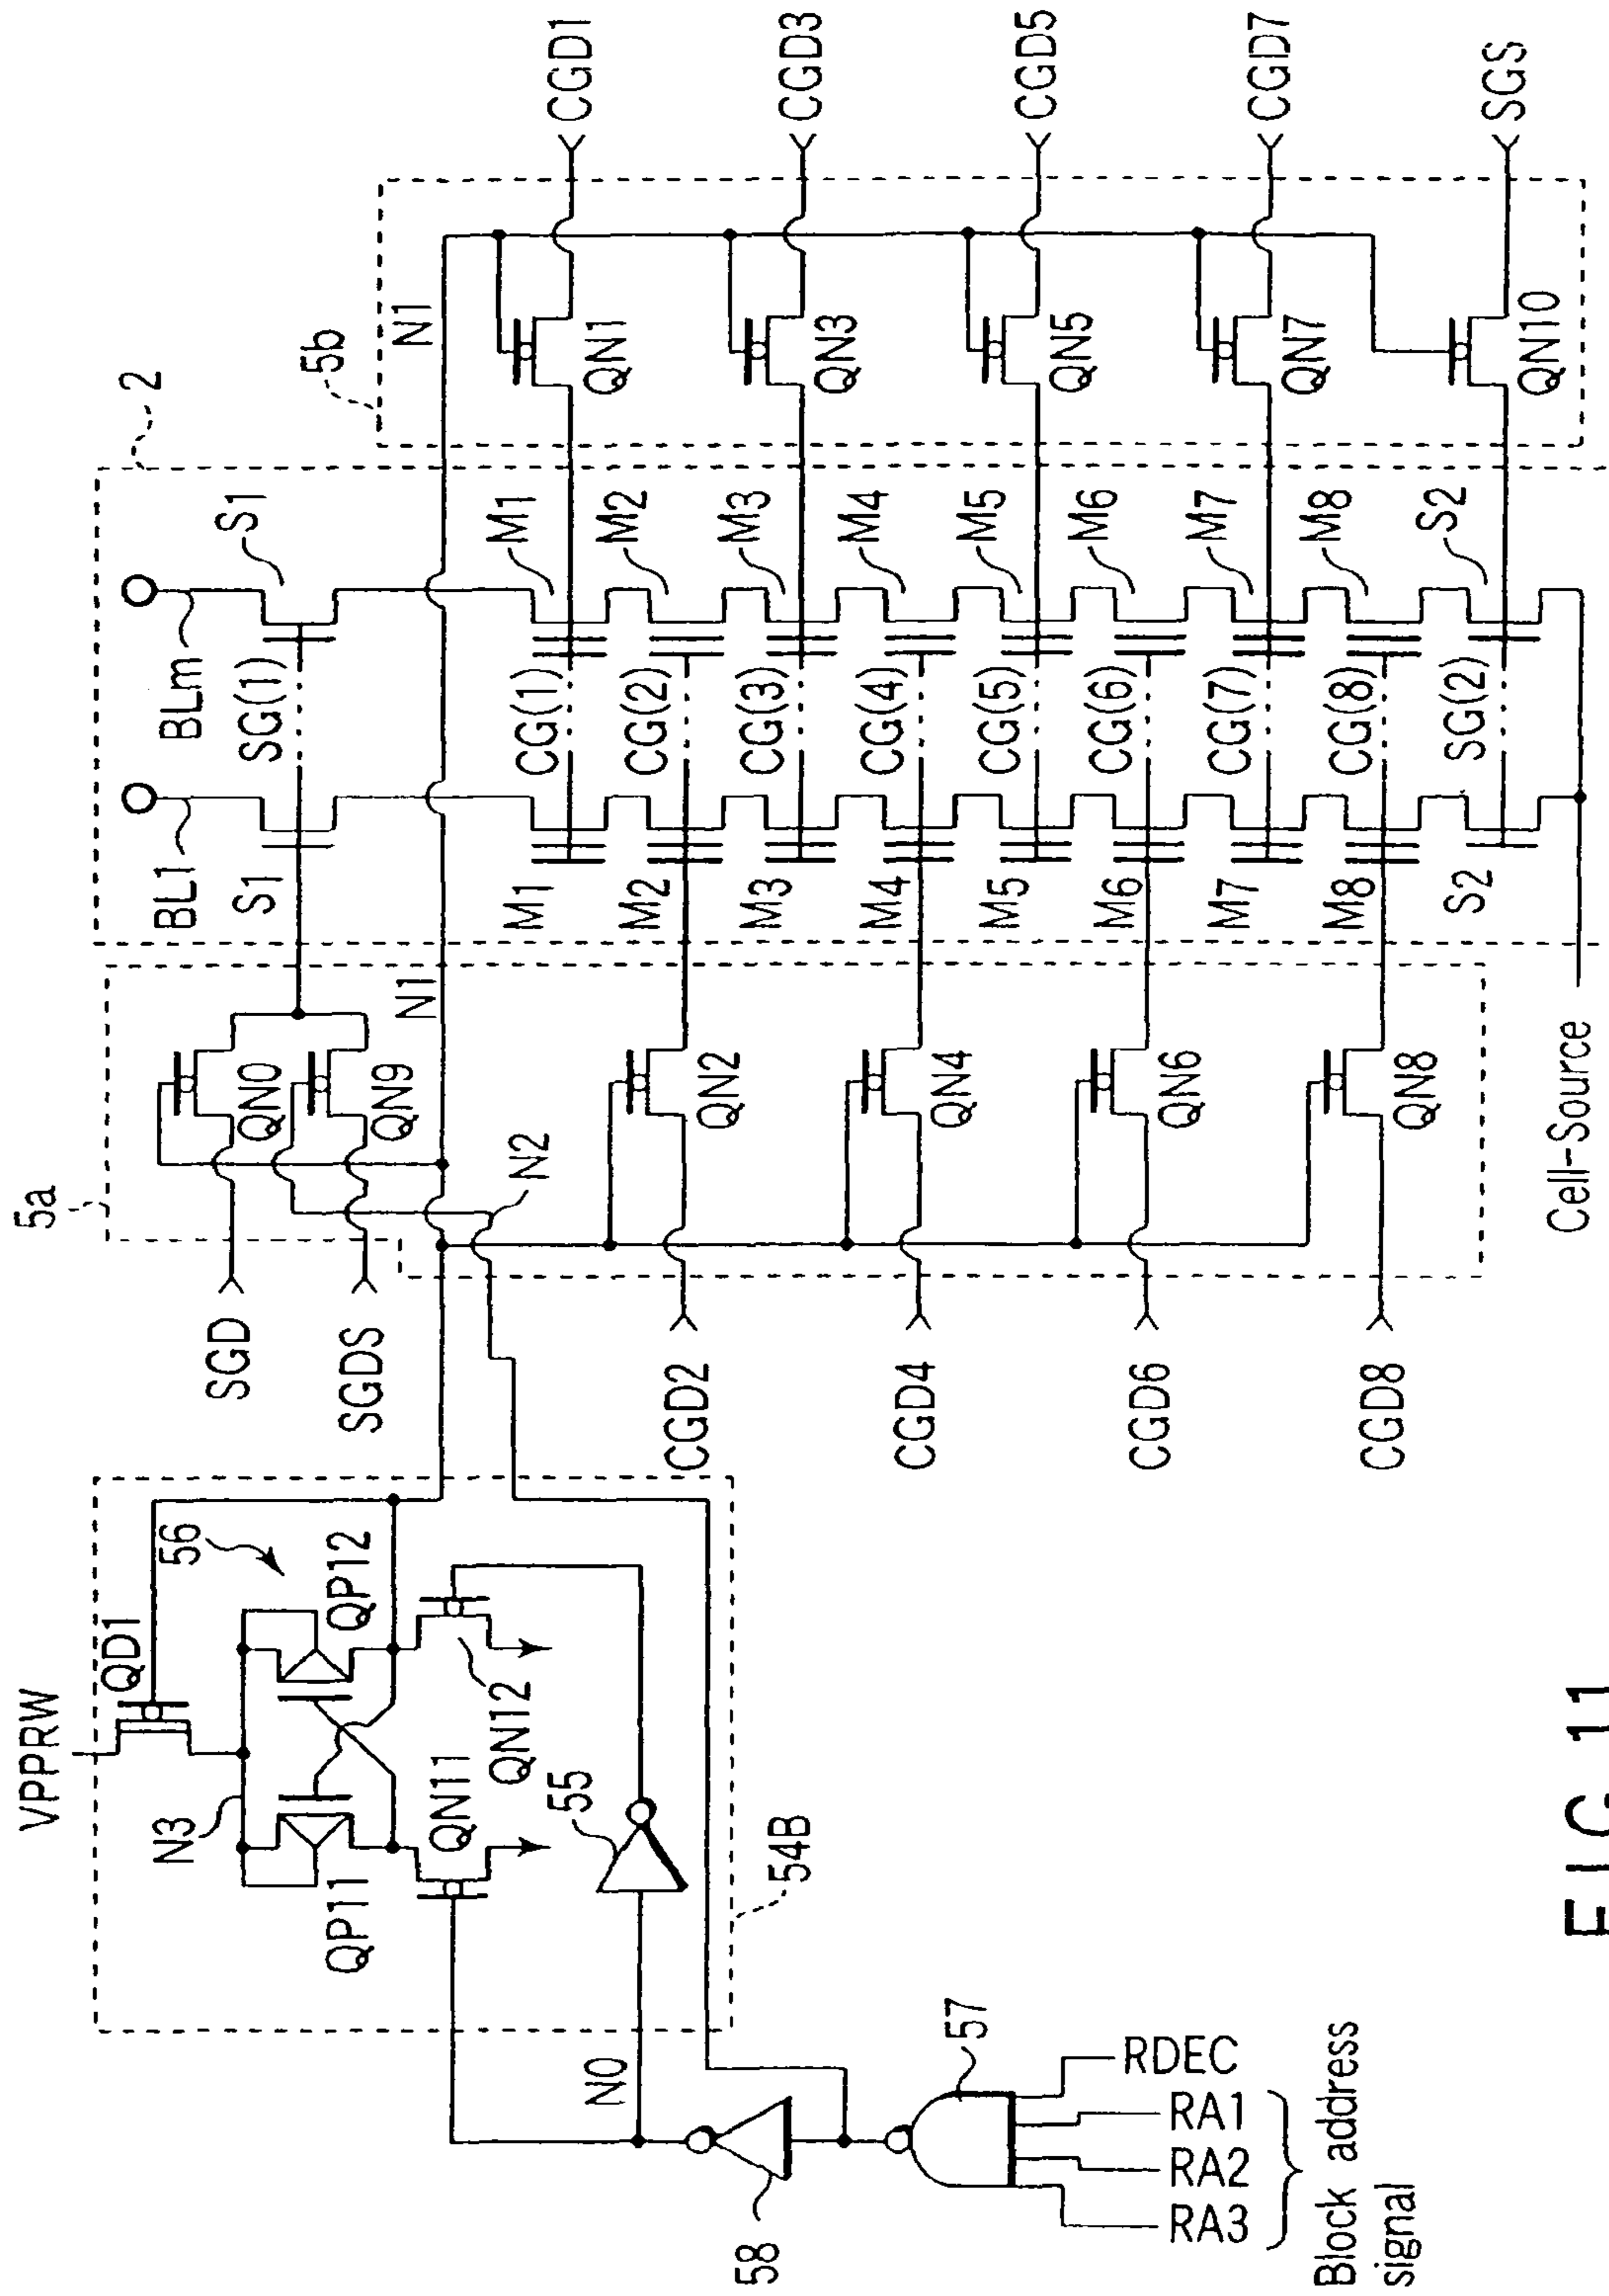 VPPRW
QD1
56
N3
QP11
QP12
QN11
QN12
55
54B
N0
58
57
RDEC
RA1
RA2
RA3
Block address
signal
5a
SGD
SGDS
QN0
QN9
N1
N2
CGD2
QN2
CGD4
QN4
CGD6
QN6
CGD8
QN8
Cell-Source
2
BL1
BLm
S1
SG(1)
S1
M1
CG(1)
M1
M2
CG(2)
M2
M3
CG(3)
M3
M4
CG(4)
M4
M5
CG(5)
M5
M6
CG(6)
M6
M7
CG(7)
M7
M8
CG(8)
M8
S2
SG(2)
S2
5b
N1
QN1
CGD1
QN3
CGD3
QN5
CGD5
QN7
CGD7
QN10
SGS
FIG. 11